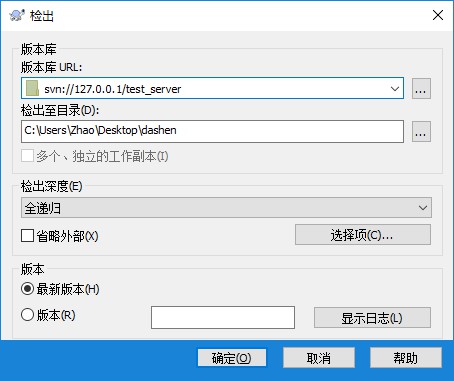 检出
版本库
版本库 URL:
svn://127.0.0.1/test_server
...
检出至目录(D):
C:\Users\Zhao\Desktop\dashen
...
多个、独立的工作副本(I)
检出深度(E)
全递归
省略外部(X)
选择项(C)...
版本
最新版本(H)
版本(R)
显示日志(L)
确定(O)
取消
帮助